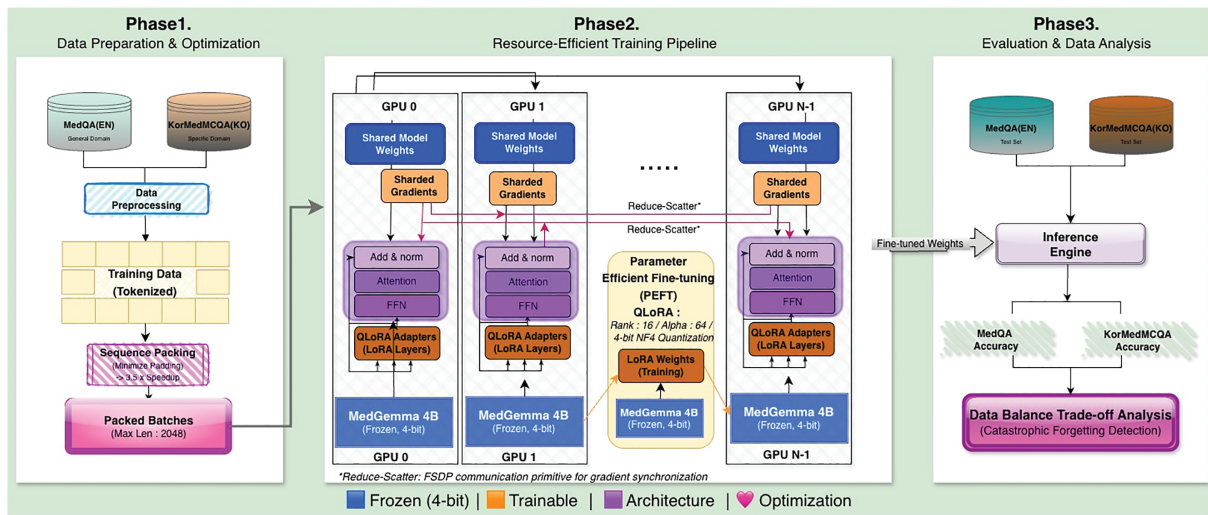 Phase1.
Data Preparation & Optimization
MedQA(EN)
General Domain
KorMedMCQA(KO)
Specific Domain
Data
Preprocessing
Training Data
(Tokenized)
Sequence Packing
(Minimize Padding)
-> 3.5 x Speedup
Packed Batches
(Max Len : 2048)
Phase2.
Resource-Efficient Training Pipeline
GPU 0
Shared Model
Weights
Sharded
Gradients
Add & norm
Attention
FFN
QLoRA Adapters
(LoRA Layers)
MedGemma 4B
(Frozen, 4-bit)
GPU 0
GPU 1
Shared Model
Weights
Sharded
Gradients
Add & norm
Attention
FFN
QLoRA Adapters
(LoRA Layers)
MedGemma 4B
(Frozen, 4-bit)
GPU 1
.....
Reduce-Scatter*
Reduce-Scatter*
Parameter
Efficient Fine-tuning
(PEFT)
QLoRA :
Rank : 16 / Alpha : 64 /
4-bit NF4 Quantization
LoRA Weights
(Training)
MedGemma 4B
(Frozen, 4-bit)
GPU N-1
Shared Model
Weights
Sharded
Gradients
Add & norm
Attention
FFN
QLoRA Adapters
(LoRA Layers)
MedGemma 4B
(Frozen, 4-bit)
GPU N-1
*Reduce-Scatter: FSDP communication primitive for gradient synchronization
Phase3.
Evaluation & Data Analysis
MedQA(EN)
Test Set
KorMedMCQA(KO)
Test Set
Fine-tuned Weights
Inference
Engine
MedQA
Accuracy
KorMedMCQA
Accuracy
Data Balance Trade-off Analysis
(Catastrophic Forgetting Detection)
Frozen (4-bit) | Trainable | Architecture | Optimization